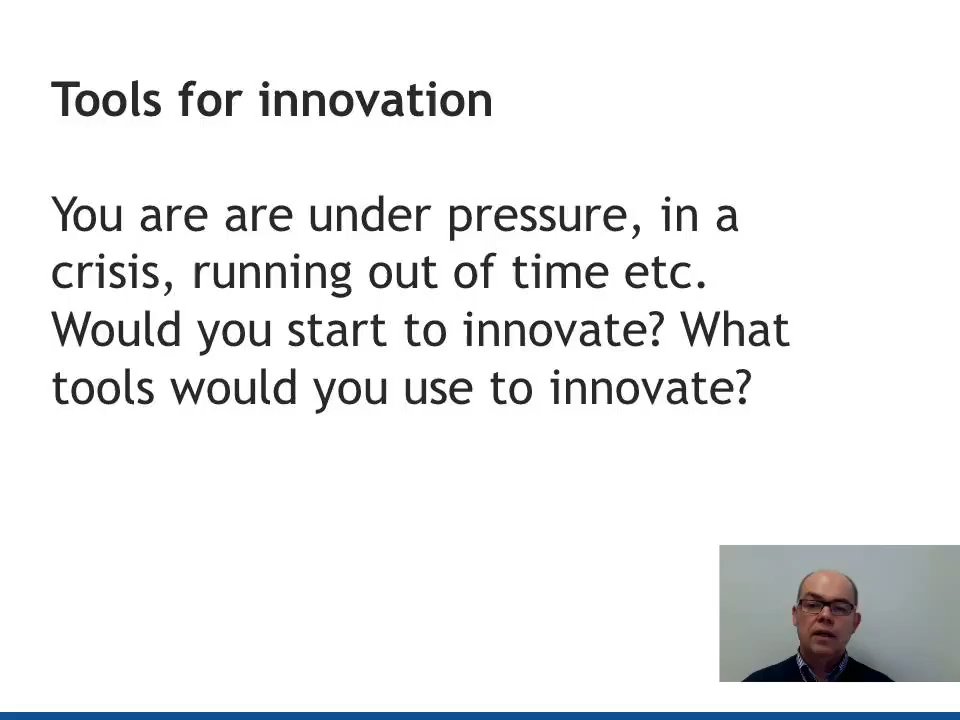 Tools for innovation
You are are under pressure, in a
crisis, running out of time etc.
Would you start to innovate? What
tools would you use to innovate?